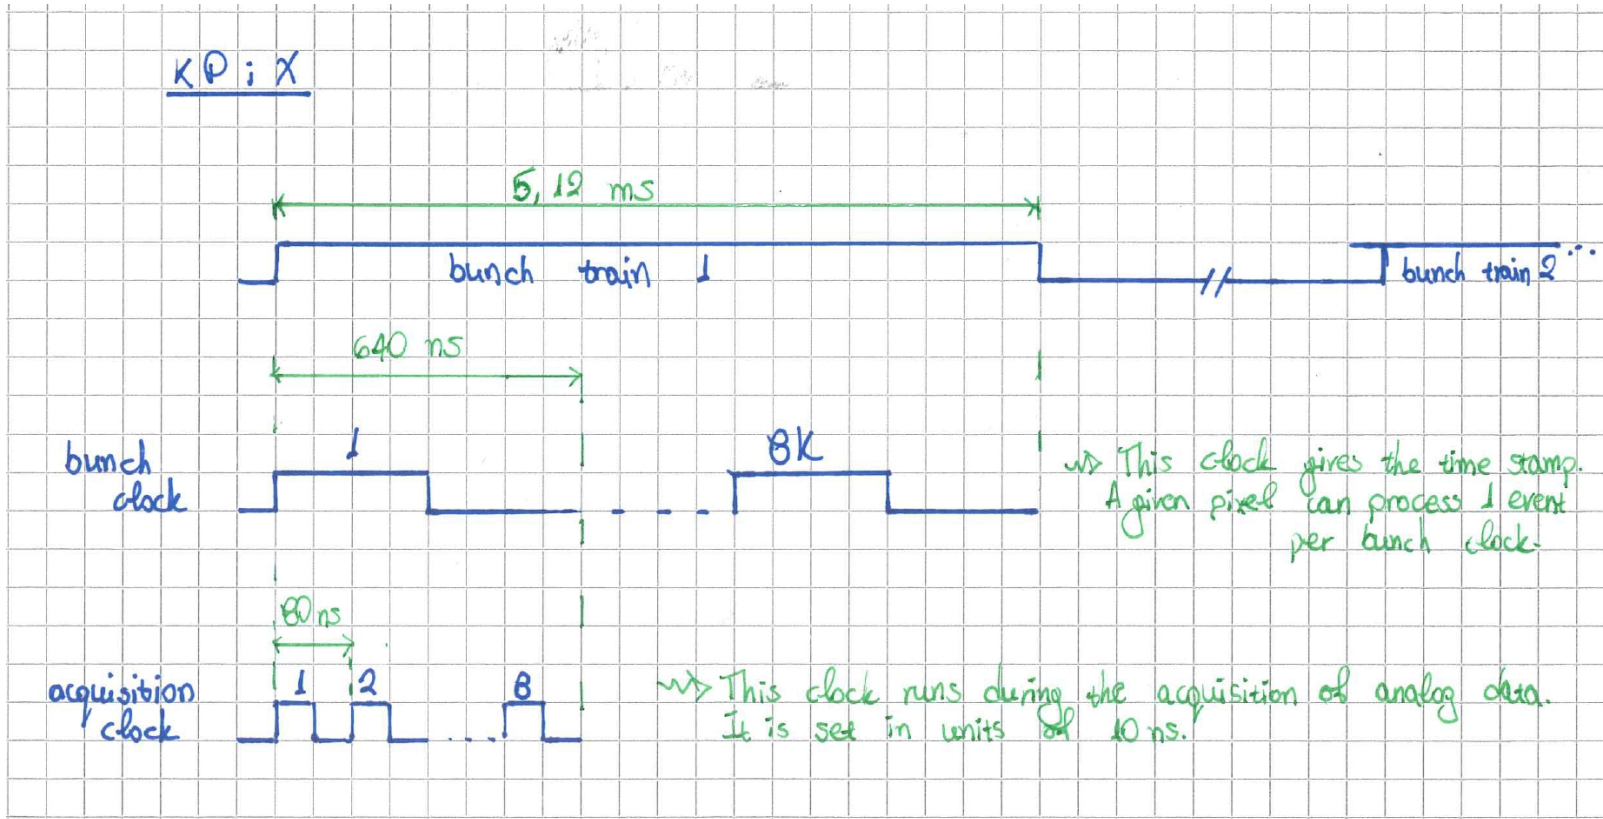 KPiX
5,12 ms
bunch train 1
bunch train 2 ...
640 ns
bunch
clock
1
8K
This clock gives the time stamp.
A given pixel can process 1 event
per bunch clock.
80 ns
acquisition
clock
1 2 ... 8
This clock runs during the acquisition of analog data.
It is set in units of 10 ns.